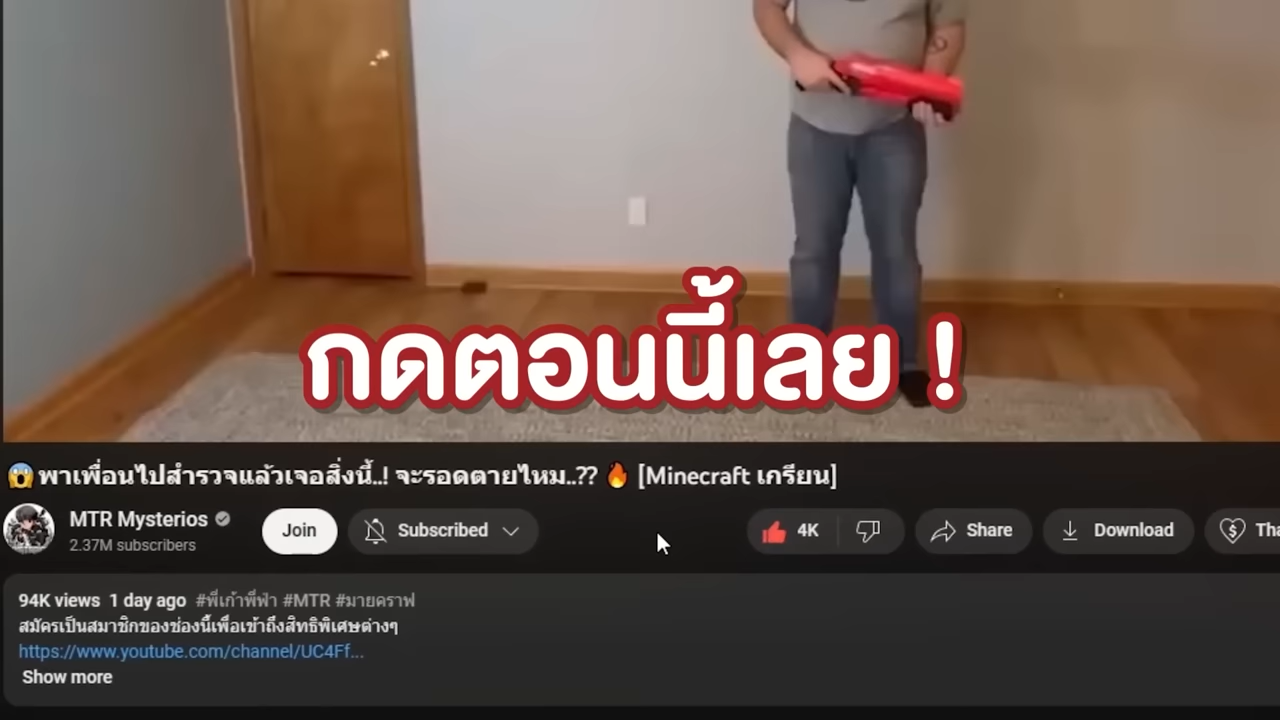 กดตอนนี้เลย !
😱พาเพื่อนไปสำรวจแล้วเจอสิ่งนี้..! จะรอดตายไหม..?? 🔥 [Minecraft เกรียน]
MTR Mysterios
2.37M subscribers
Join
Subscribed
4K
Share
Download
94K views 1 day ago #พี่เก้าพี่ฟ่า #MTR #มายคราฟ
สมัครเป็นสมาชิกของช่องนี้เพื่อเข้าถึงสิทธิพิเศษต่างๆ
https://www.youtube.com/channel/UC4Ff...
Show more